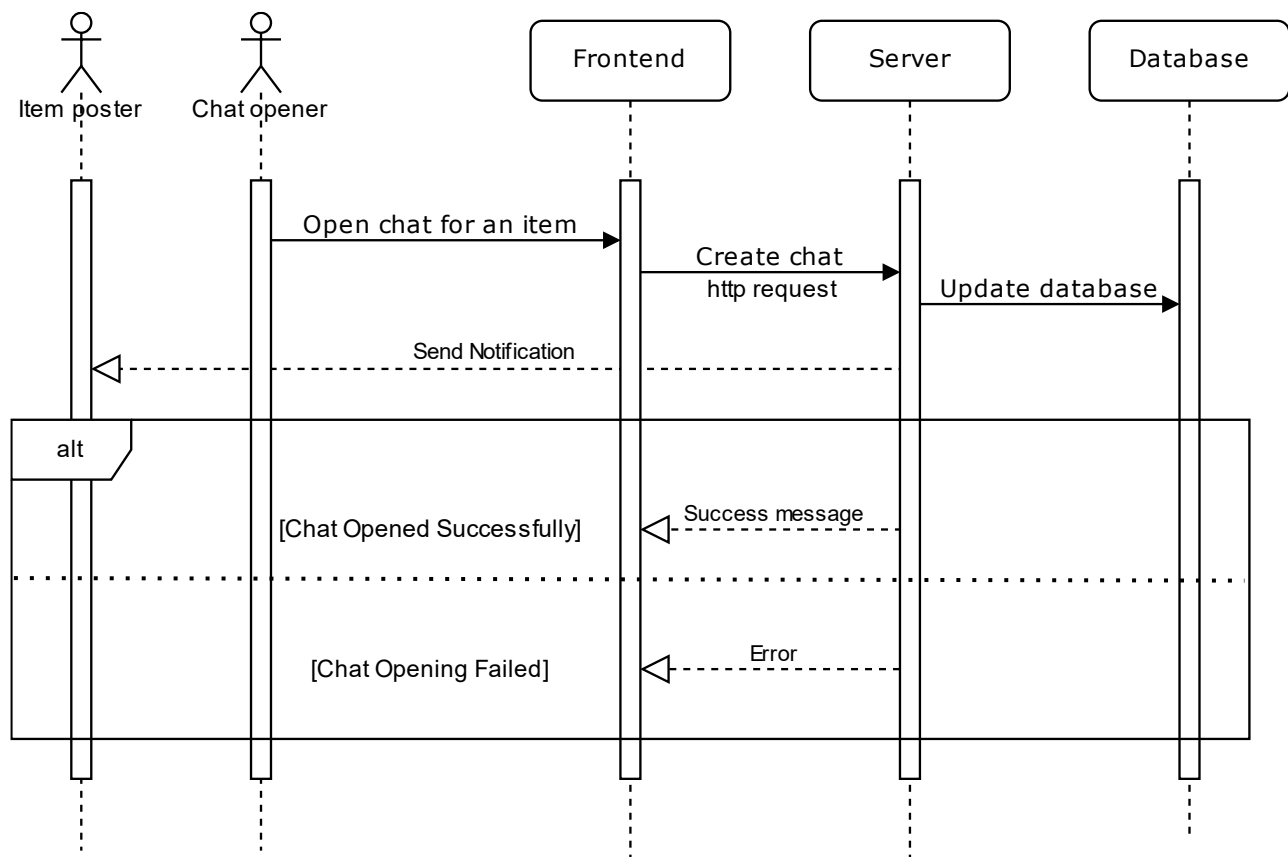 Item poster
Chat opener
Frontend
Server
Database
Open chat for an item
Create chat
http request
Update database
Send Notification
alt
[Chat Opened Successfully]
Success message
[Chat Opening Failed]
Error